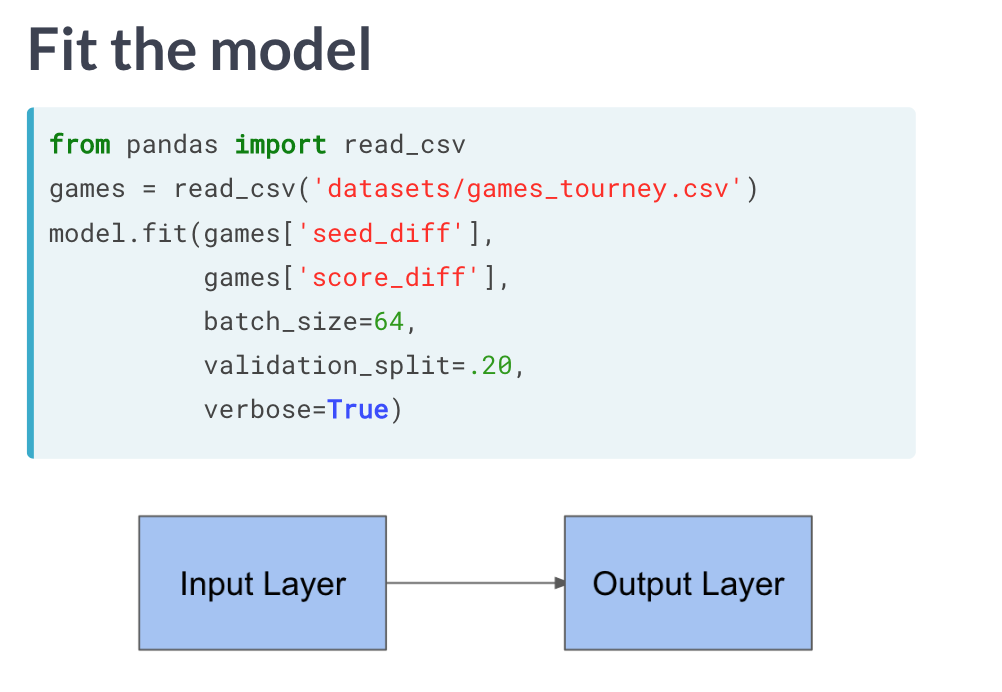 Fit the model
from pandas import read_csv
games = read_csv('datasets/games_tourney.csv')
model.fit(games['seed_diff'],
games['score_diff'],
batch_size=64,
validation_split=.20,
verbose=True)
Input Layer
Output Layer